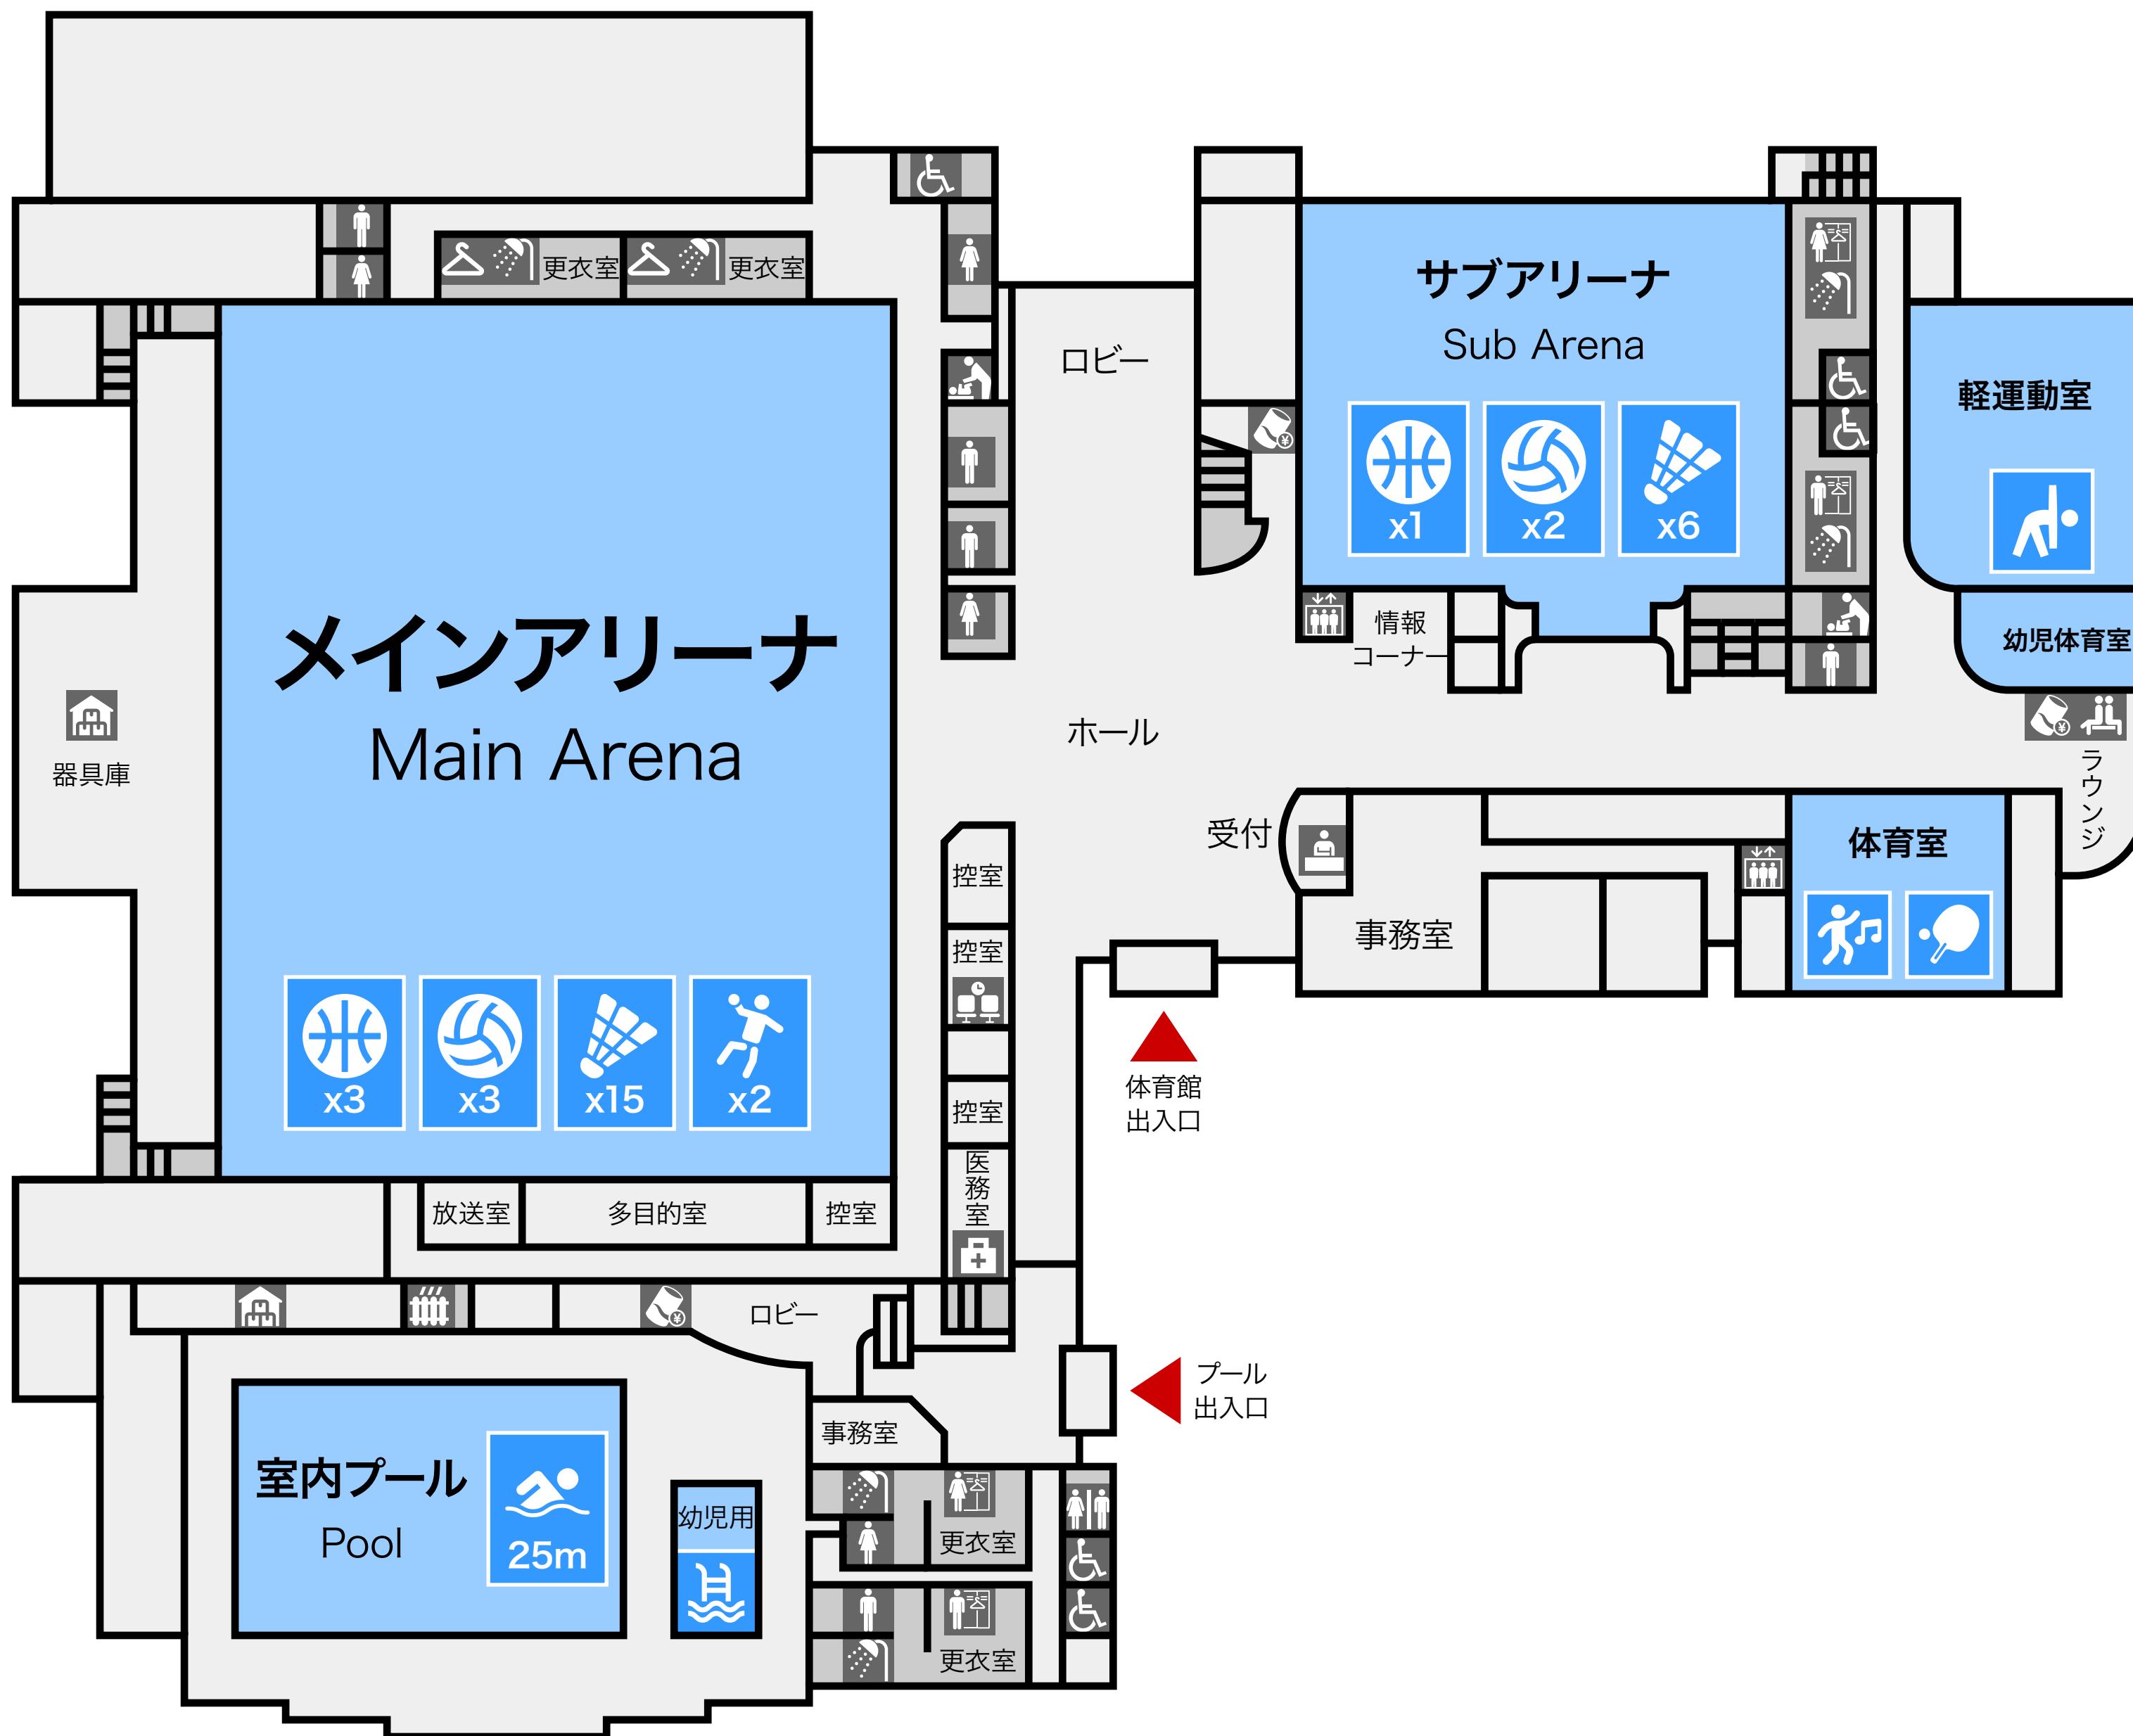 更衣室
更衣室
サブアリーナ
Sub Arena
x1
x2
x6
ロビー
軽運動室
メインアリーナ
Main Arena
x3
x3
x15
x2
器具庫
ホール
情報
コーナー
幼児体育室
ラウンジ
受付
事務室
体育室
控室
控室
控室
医務室
体育館
出入口
放送室
多目的室
控室
ロビー
プール
出入口
事務室
室内プール
Pool
25m
幼児用
更衣室
更衣室